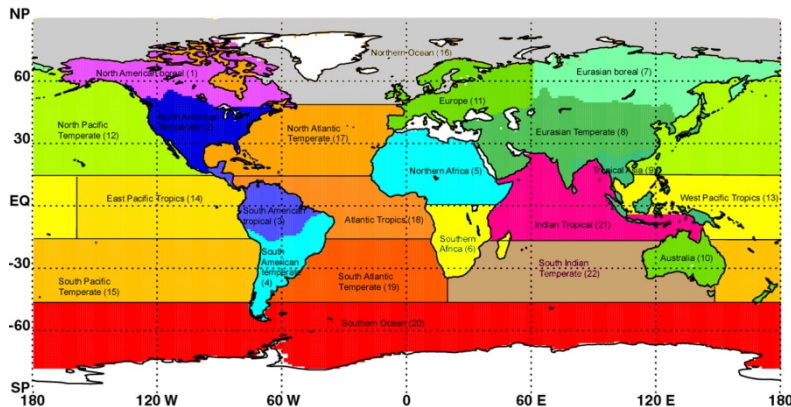 NP
Northern Ocean (16)
North American boreal (1)
Eurasian boreal (7)
60
Europe (11)
North American
Temperate (2)
North Pacific
Temperate (12)
North Atlantic
Temperate (17)
Eurasian Temperate (8)
30
Northern Africa (5)
Tropical Asia (9)
East Pacific Tropics (14)
West Pacific Tropics (13)
EQ
South American
tropical (3)
Atlantic Tropics (18)
Indian Tropical (21)
Southern
Africa (6)
South
American
temperate
(4)
Australia (10)
-30
South Pacific
Temperate (15)
South Atlantic
Temperate (19)
South Indian
Temperate (22)
Southern Ocean (20)
-60
SP
180
120 W
60 W
0
60 E
120 E
180